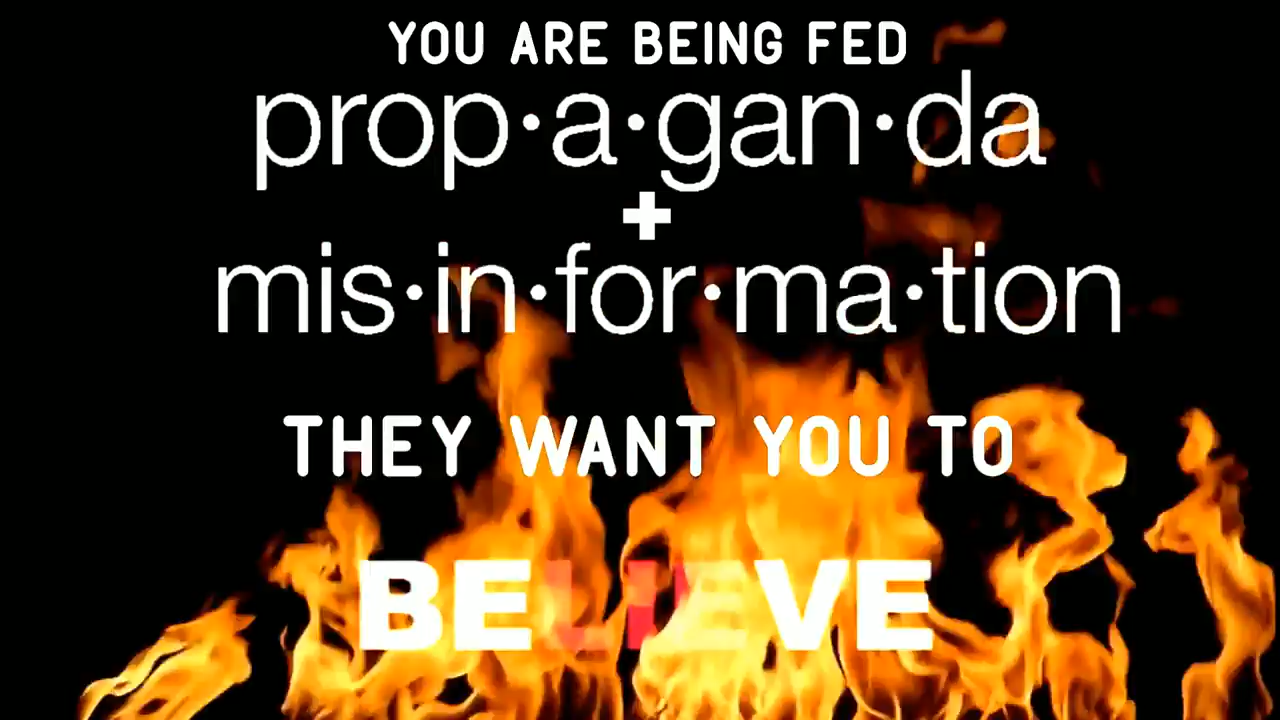 YOU ARE BEING FED
prop·a·gan·da
+
mis·in·for·ma·tion
THEY WANT YOU TO
BELIEVE